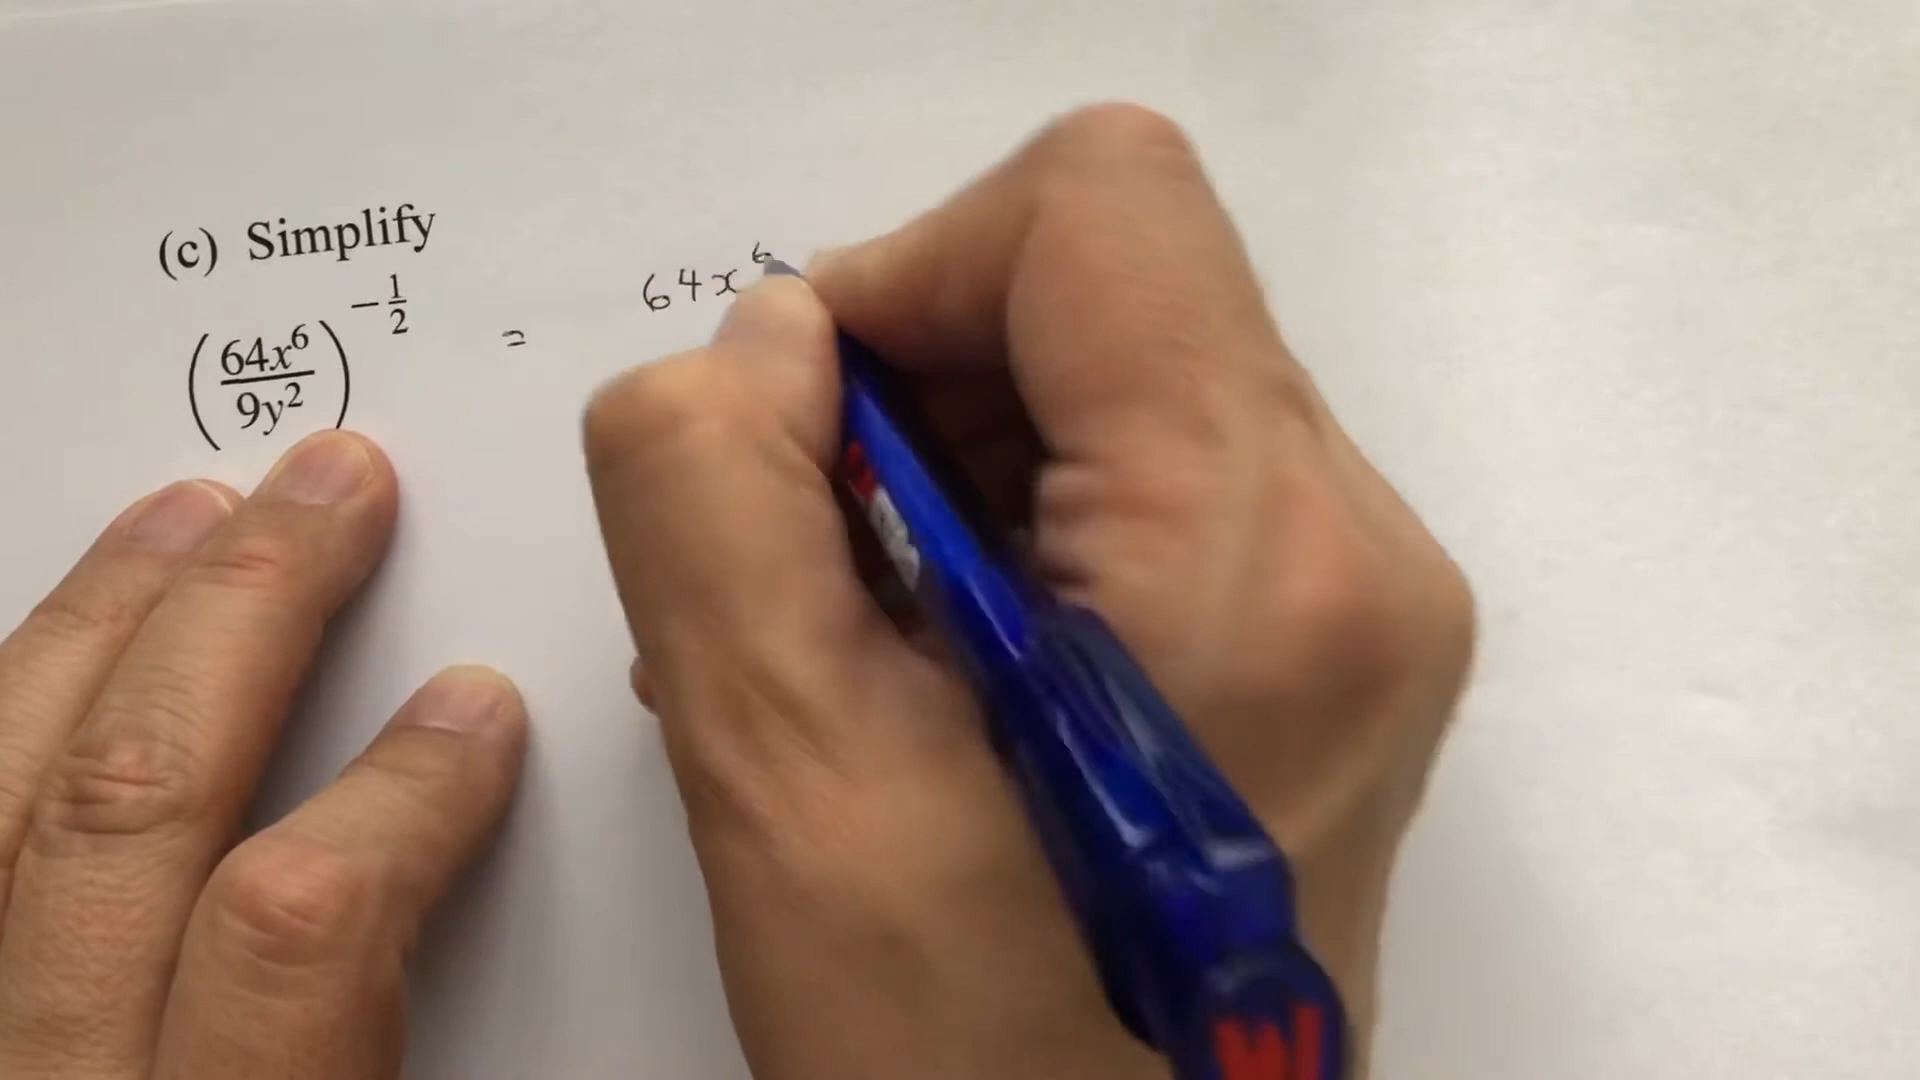 (c) Simplify
(64x⁶/9y²)^(-1/2) = 64x⁶